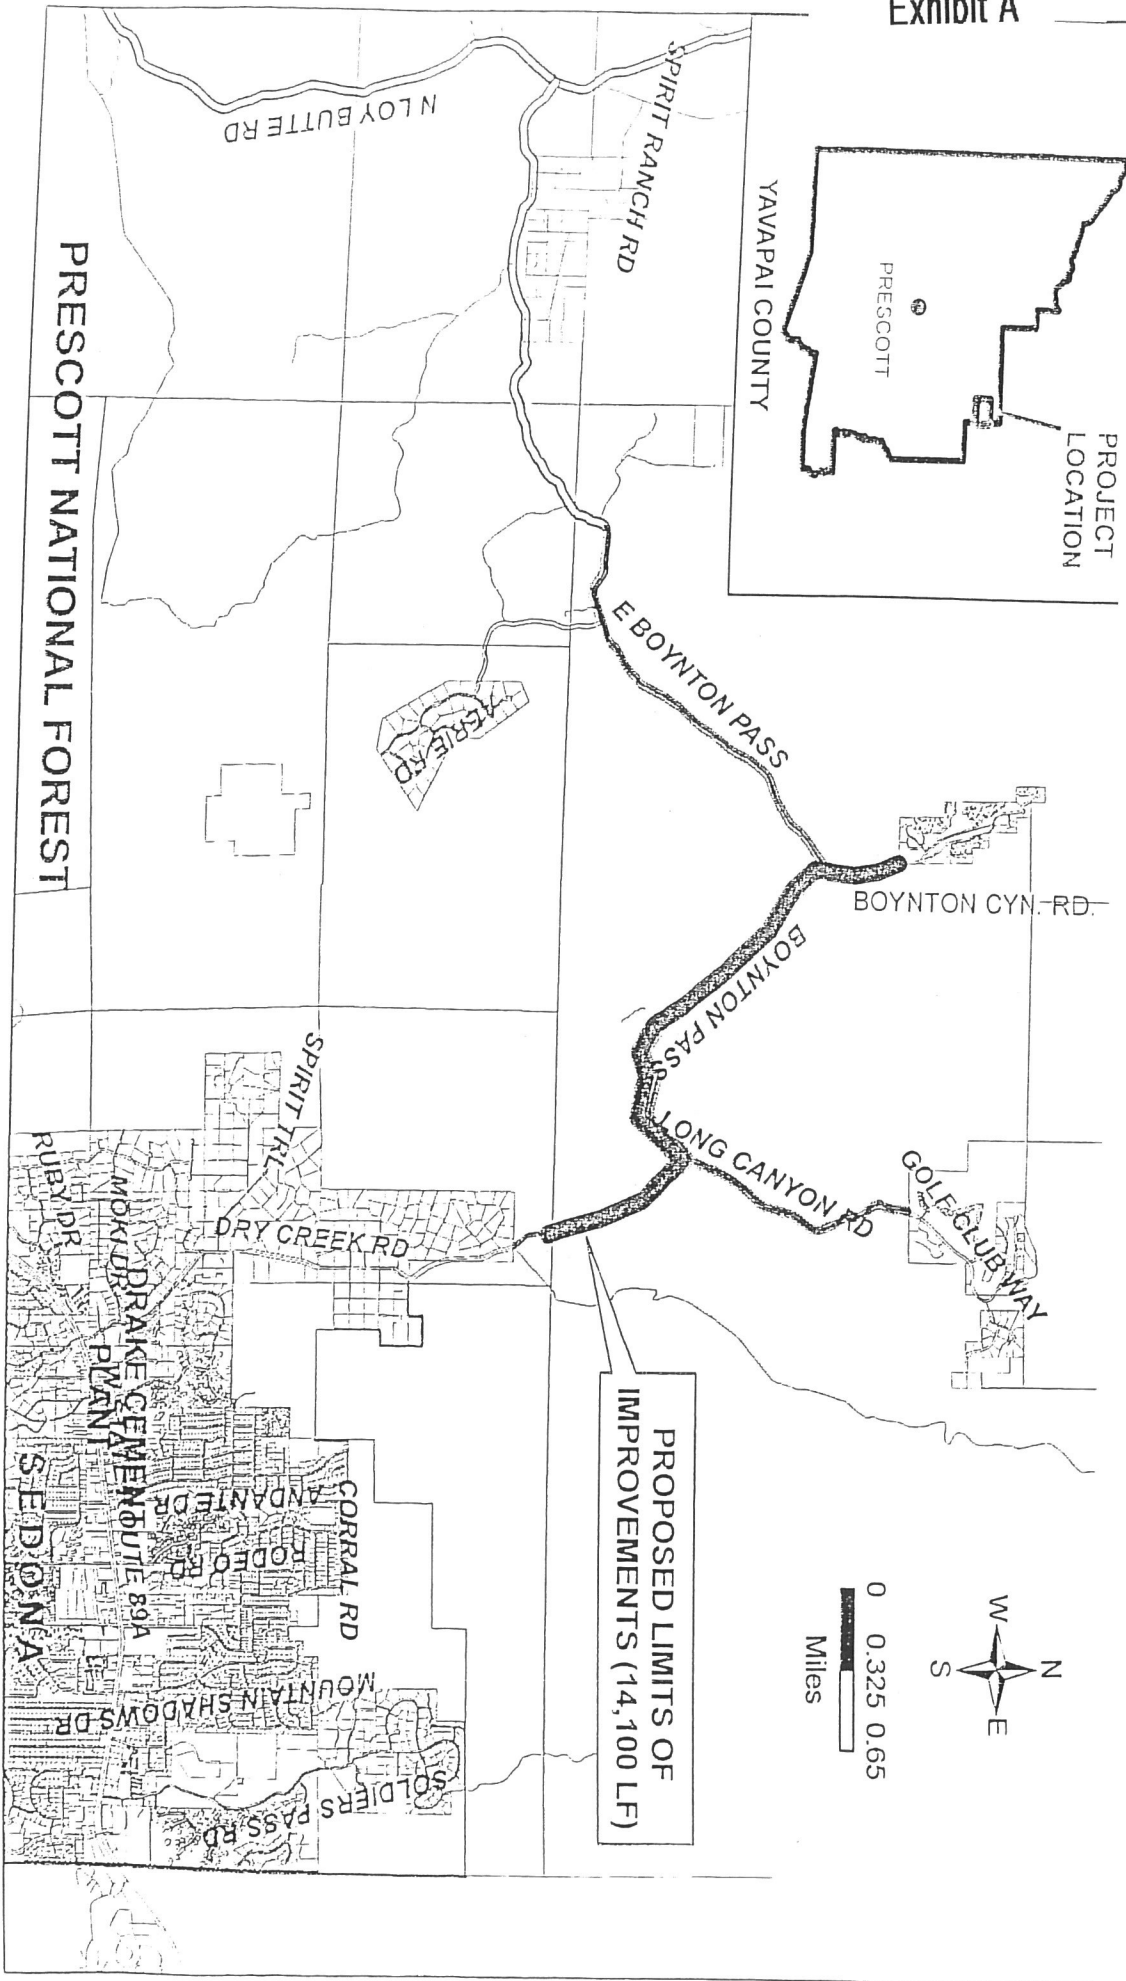 Exhibit A
PROJECT
LOCATION
PRESCOTT
YAVAPAI COUNTY
N
W
E
S
0 0.325 0.65
Miles
SPIRIT RANCH RD
N LOY BUTTE RD
E BOYNTON PASS
BOYNTON CYN. RD.
BOYNTON PASS
LONG CANYON RD
GOLF CLUB WAY
AERIE RD
PROPOSED LIMITS OF
IMPROVEMENTS (14,100 LF)
PRESCOTT NATIONAL FOREST
SPIRIT TRL
DRY CREEK RD
RUBY DR
MOKI DR
DRAKE CEMENT
PLANT
ROUTE 89A
ANDANTE DR
RODEO RD
CORRAL RD
MOUNTAIN SHADOWS DR
SOLDIERS PASS RD
SEDONA